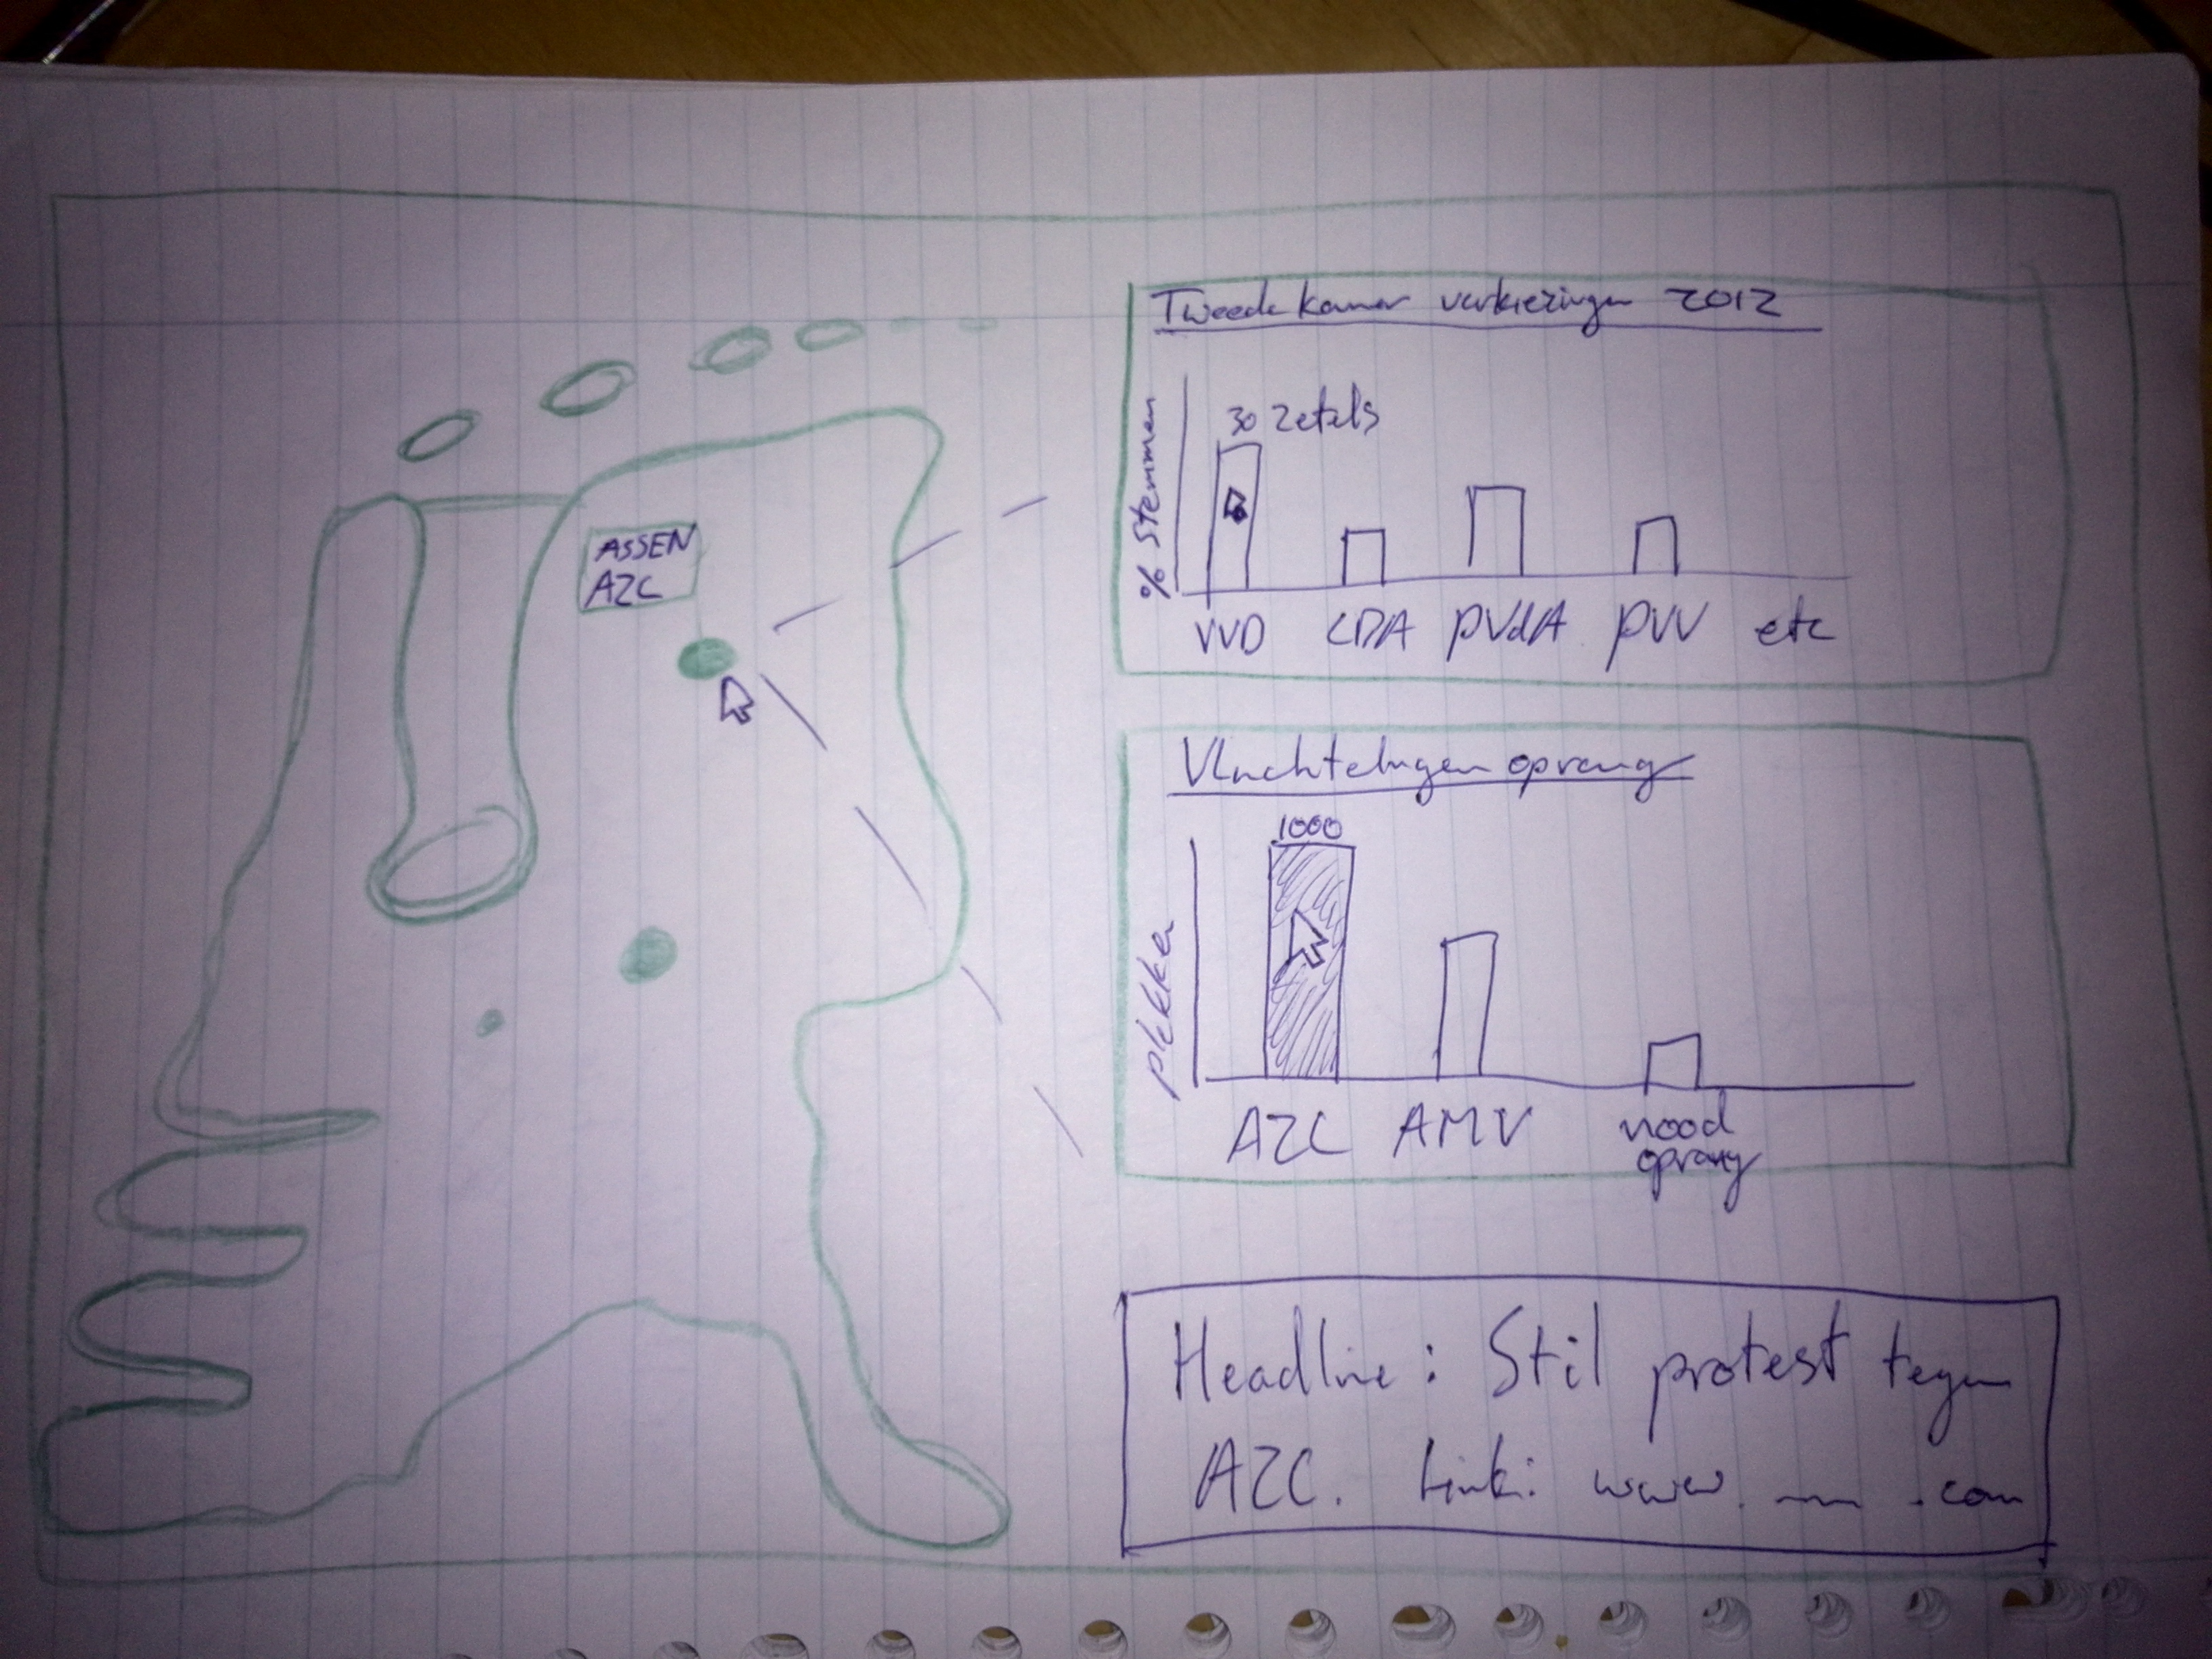 ASSEN
AZC
Tweede kamer verkiezingen 2012
% Stemmen
30 Zetels
VVD CDA PVdA PVV etc
Vluchtelingen opvang
plekken
1000
AZC AMV nood
opvang
Headline: Stil protest tegen
AZC. Link: www. .com